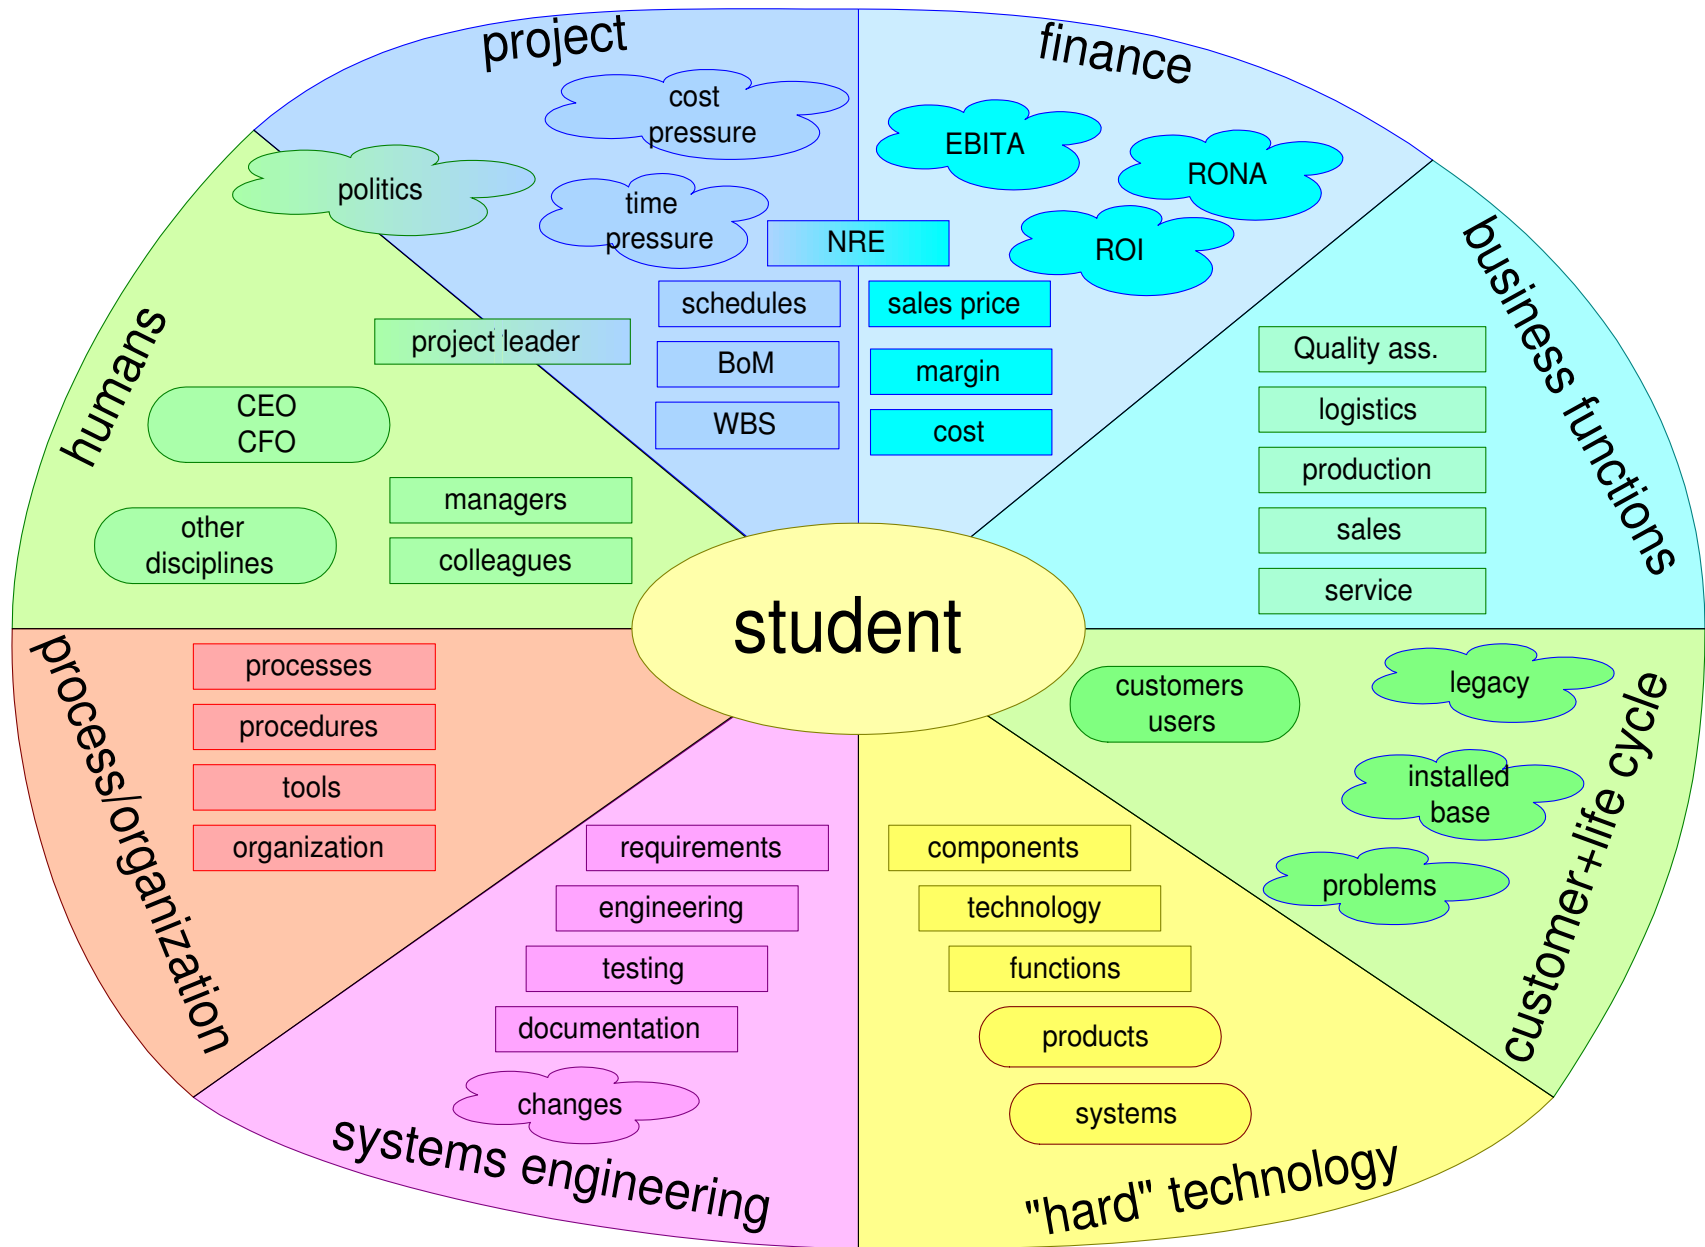 project
cost
pressure
time
pressure
politics
NRE
schedules
BoM
WBS
project leader
finance
EBITA
RONA
ROI
sales price
margin
cost
business functions
Quality ass.
logistics
production
sales
service
humans
CEO
CFO
managers
other
disciplines
colleagues
student
process/organization
processes
procedures
tools
organization
systems engineering
requirements
engineering
testing
documentation
changes
"hard" technology
components
technology
functions
products
systems
customer+life cycle
customers
users
legacy
installed
base
problems